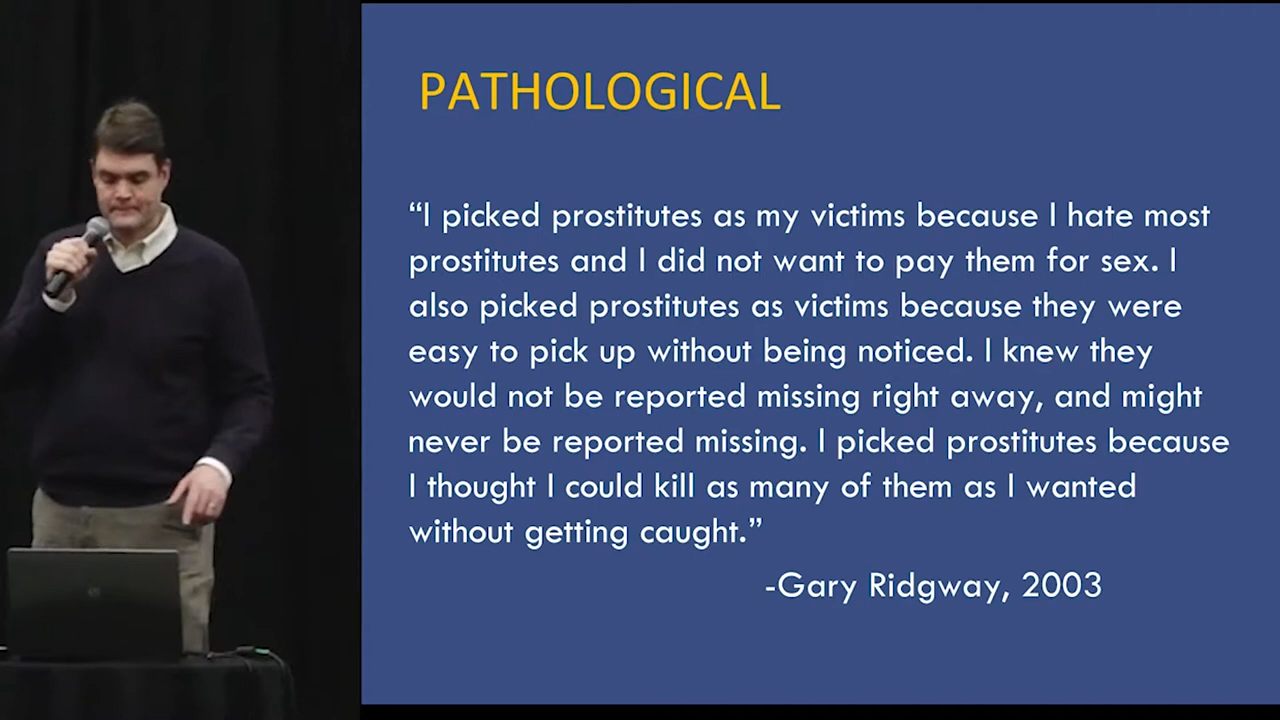 PATHOLOGICAL
“I picked prostitutes as my victims because I hate most
prostitutes and I did not want to pay them for sex. I
also picked prostitutes as victims because they were
easy to pick up without being noticed. I knew they
would not be reported missing right away, and might
never be reported missing. I picked prostitutes because
I thought I could kill as many of them as I wanted
without getting caught.”
-Gary Ridgway, 2003